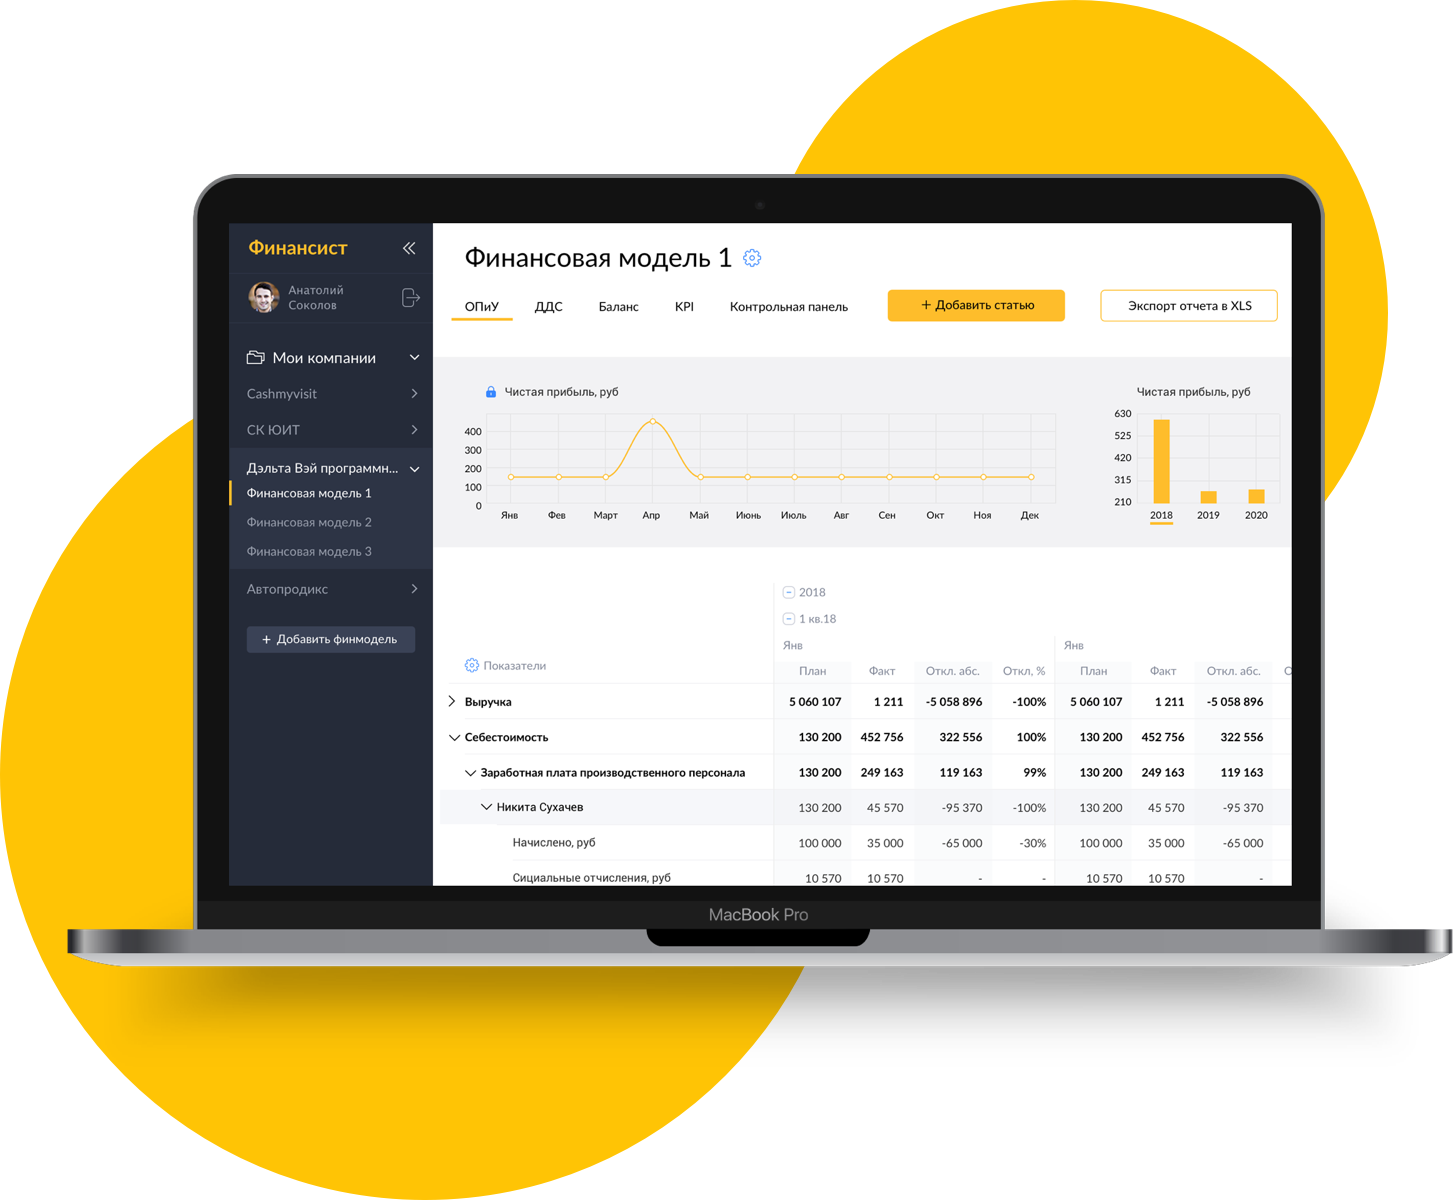 Финансист
Анатолий
Соколов
Мои компании
Cashmyvisit
СК ЮИТ
Дэльта Вэй программн...
Финансовая модель 1
Финансовая модель 2
Финансовая модель 3
Автопродикс
+ Добавить финмодель
Финансовая модель 1
ОПиУ ДДС Баланс KPI Контрольная панель + Добавить статью Экспорт отчета в XLS
Чистая прибыль, руб
400
300
200
100
0
Янв Фев Март Апр Май Июнь Июль Авг Сен Окт Ноя Дек
Чистая прибыль, руб
630
525
420
315
210
2018 2019 2020
2018
1 кв.18
Янв Янв
Показатели План Факт Откл. абс. Откл, % План Факт Откл. абс. О
Выручка 5 060 107 1 211 -5 058 896 -100% 5 060 107 1 211 -5 058 896
Себестоимость 130 200 452 756 322 556 100% 130 200 452 756 322 556
Заработная плата производственного персонала 130 200 249 163 119 163 99% 130 200 249 163 119 163
Никита Сухачев 130 200 45 570 -95 370 -100% 130 200 45 570 -95 370
Начислено, руб 100 000 35 000 -65 000 -30% 100 000 35 000 -65 000
Сициальные отчисления, руб 10 570 10 570 - - 10 570 10 570 -
MacBook Pro